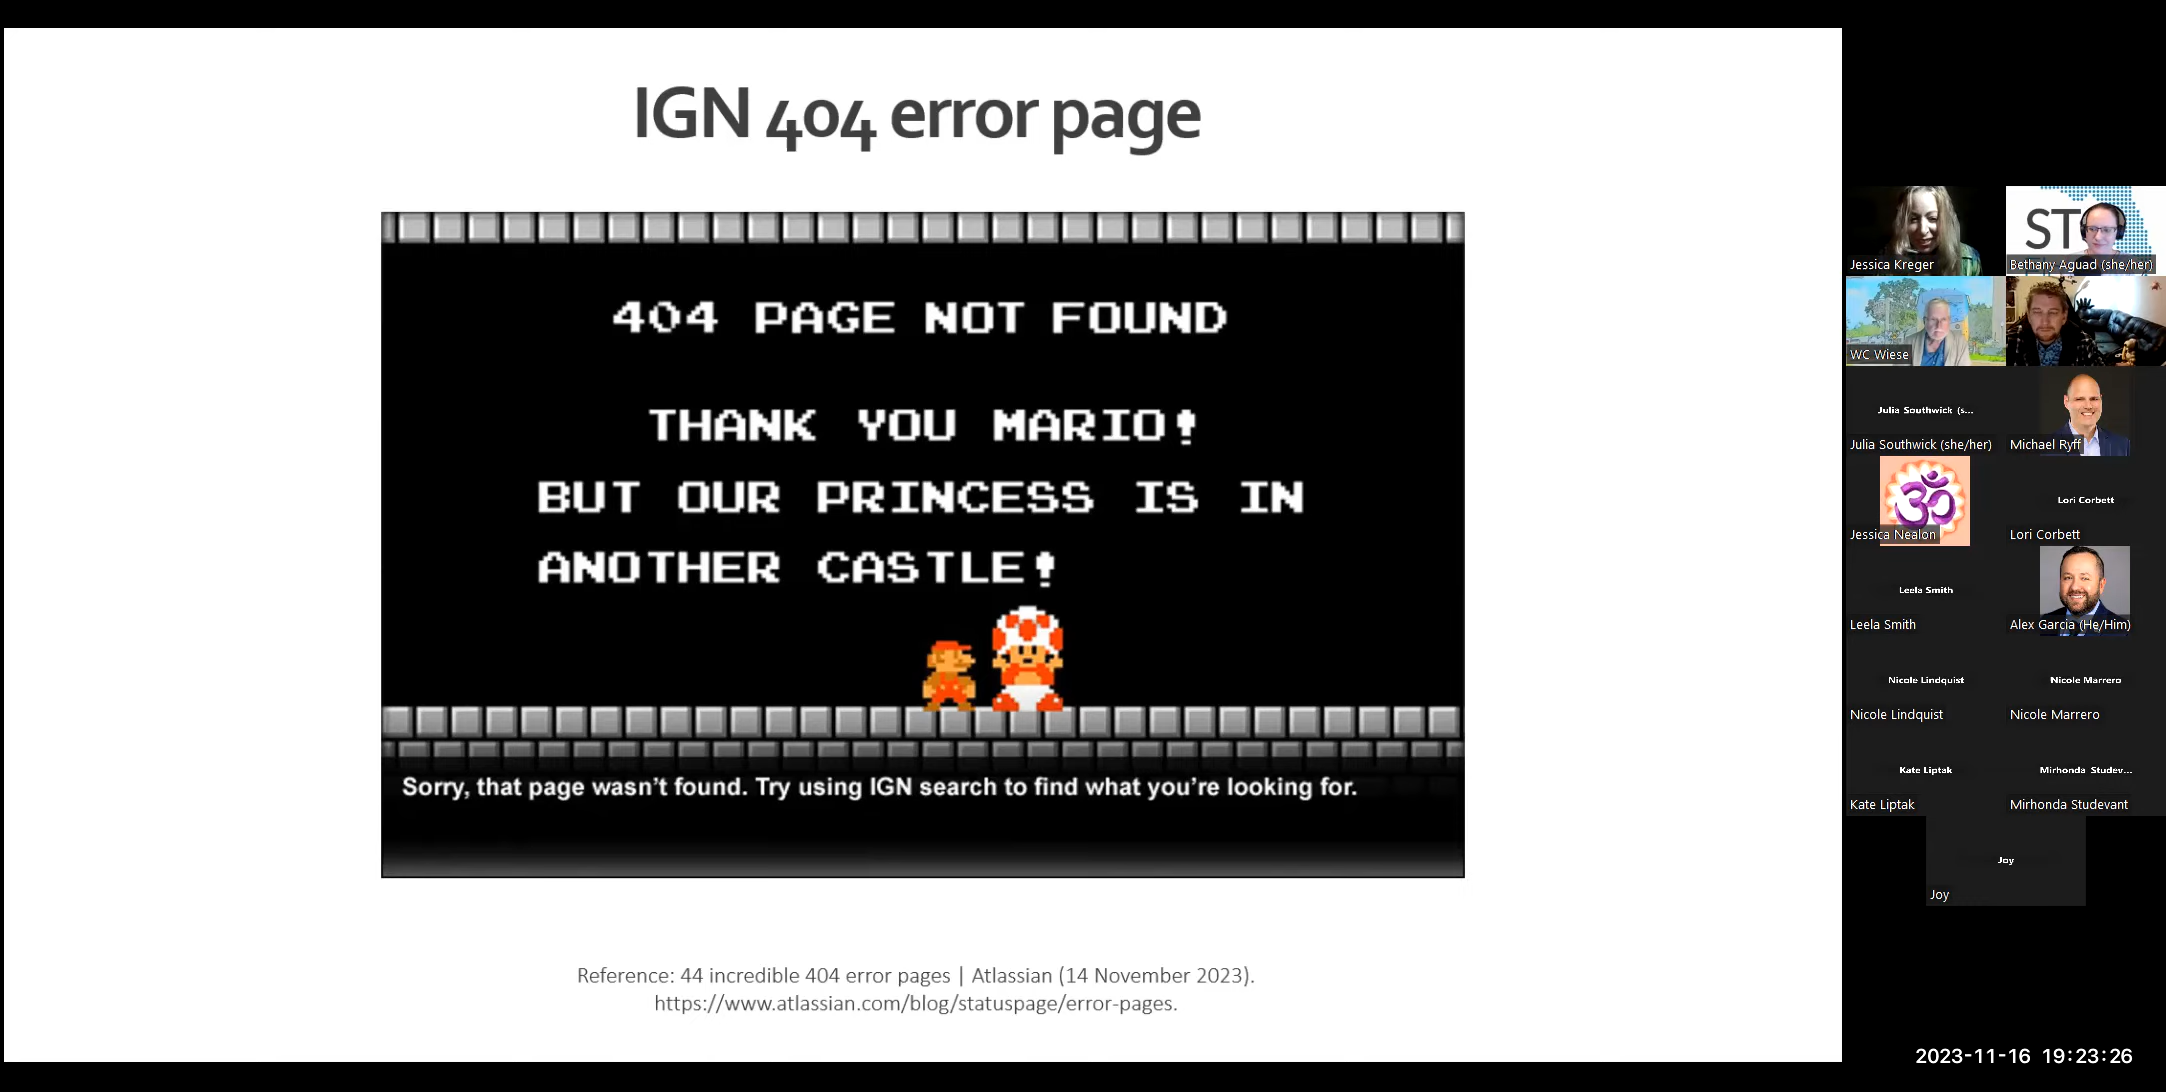 IGN 404 error page
404 PAGE NOT FOUND
THANK YOU MARIO!
BUT OUR PRINCESS IS IN
ANOTHER CASTLE!
Sorry, that page wasn't found. Try using IGN search to find what you're looking for.
Reference: 44 incredible 404 error pages | Atlassian (14 November 2023).
https://www.atlassian.com/blog/statuspage/error-pages.
Jessica Kreger
ST
Bethany Aguad (she/her)
WC Wiese
Julia Southwick (s...
Julia Southwick (she/her)
Michael Ryff
ॐ
Jessica Nealon
Lori Corbett
Lori Corbett
Leela Smith
Leela Smith
Alex Garcia (He/Him)
Nicole Lindquist
Nicole Marrero
Nicole Lindquist
Nicole Marrero
Kate Liptak
Mirhonda Studev...
Kate Liptak
Mirhonda Studevant
Joy
Joy
2023-11-16 19:23:26